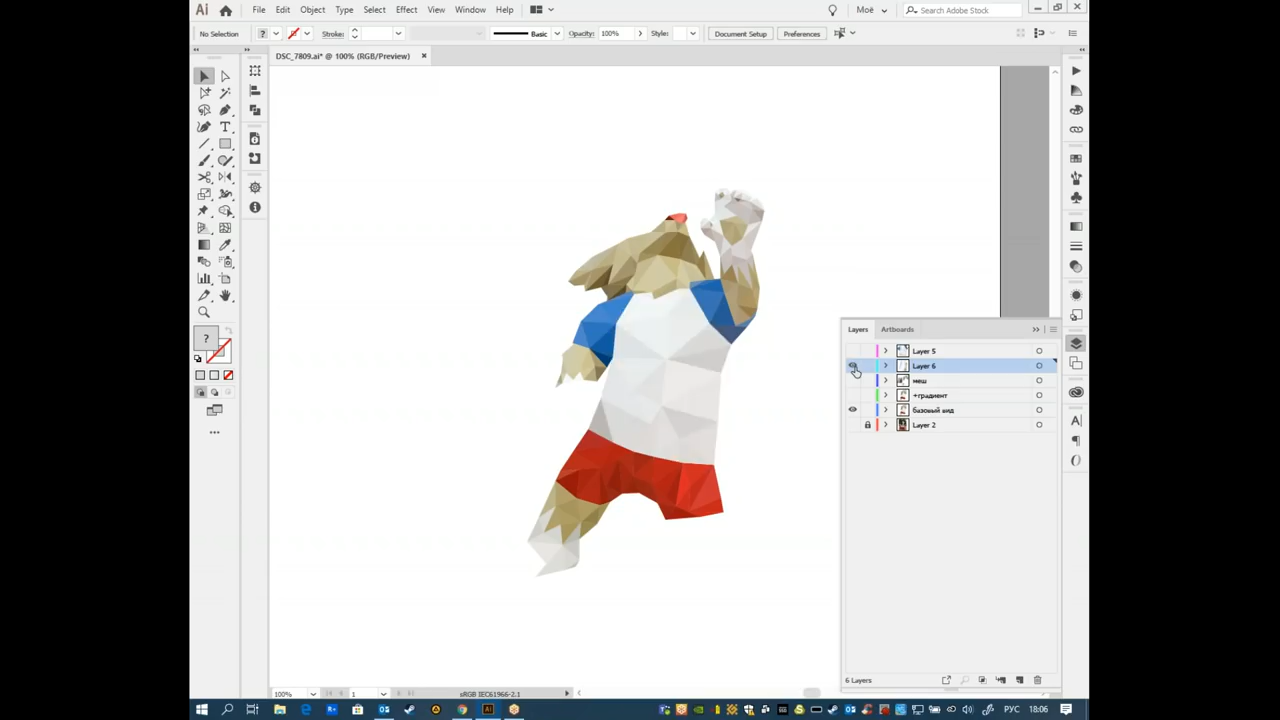 Ai File Edit Object Type Select Effect View Window Help Моё Search Adobe Stock
No Selection ? Stroke: Basic Opacity: 100% Style: Document Setup Preferences
DSC_7809.ai* @ 100% (RGB/Preview)
T
?
Layers Artboards
Layer 5
Layer 6
меш
+градиент
базовый вид
Layer 2
6 Layers
100% 1 sRGB IEC61966-2.1
РУС 18:06